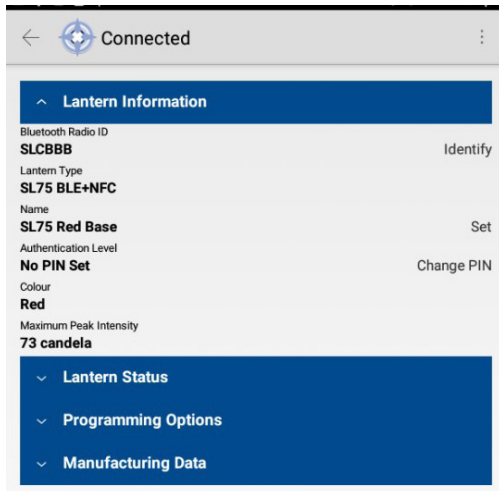 Connected
Lantern Information
Bluetooth Radio ID
SLCBBB Identify
Lantern Type
SL75 BLE+NFC
Name
SL75 Red Base Set
Authentication Level
No PIN Set Change PIN
Colour
Red
Maximum Peak Intensity
73 candela
Lantern Status
Programming Options
Manufacturing Data